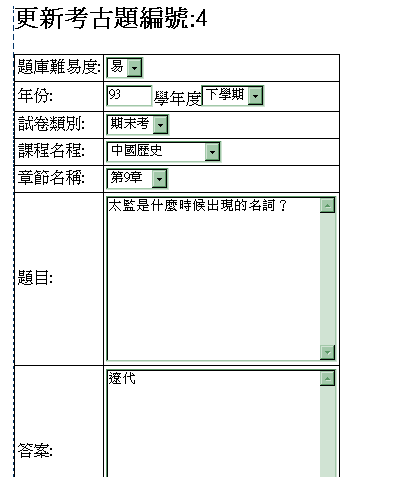 更新考古題編號:4
題庫難易度: 易
年份: 93 學年度 下學期
試卷類別: 期末考
課程名程: 中國歷史
章節名稱: 第9章
太監是什麼時候出現的名詞？
題目:
遼代
答案: